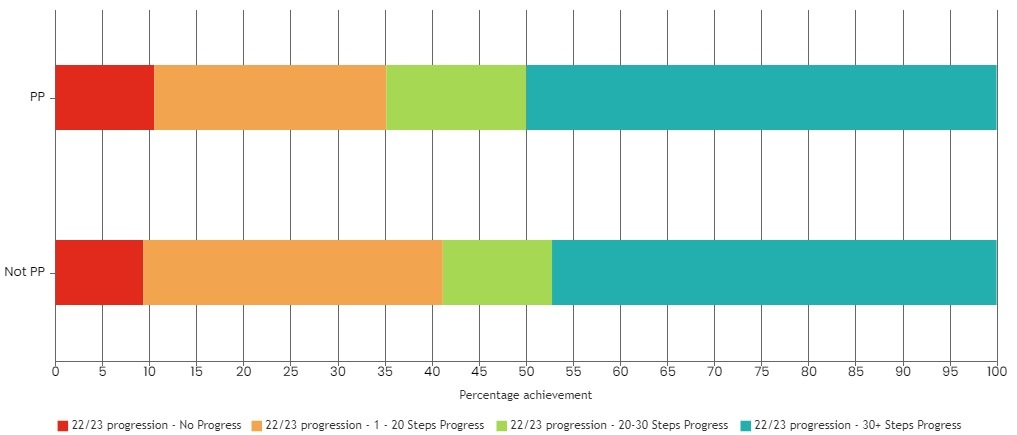 PP
Not PP
0 5 10 15 20 25 30 35 40 45 50 55 60 65 70 75 80 85 90 95 100
Percentage achievement
22/23 progression - No Progress 22/23 progression - 1 - 20 Steps Progress 22/23 progression - 20-30 Steps Progress 22/23 progression - 30+ Steps Progress